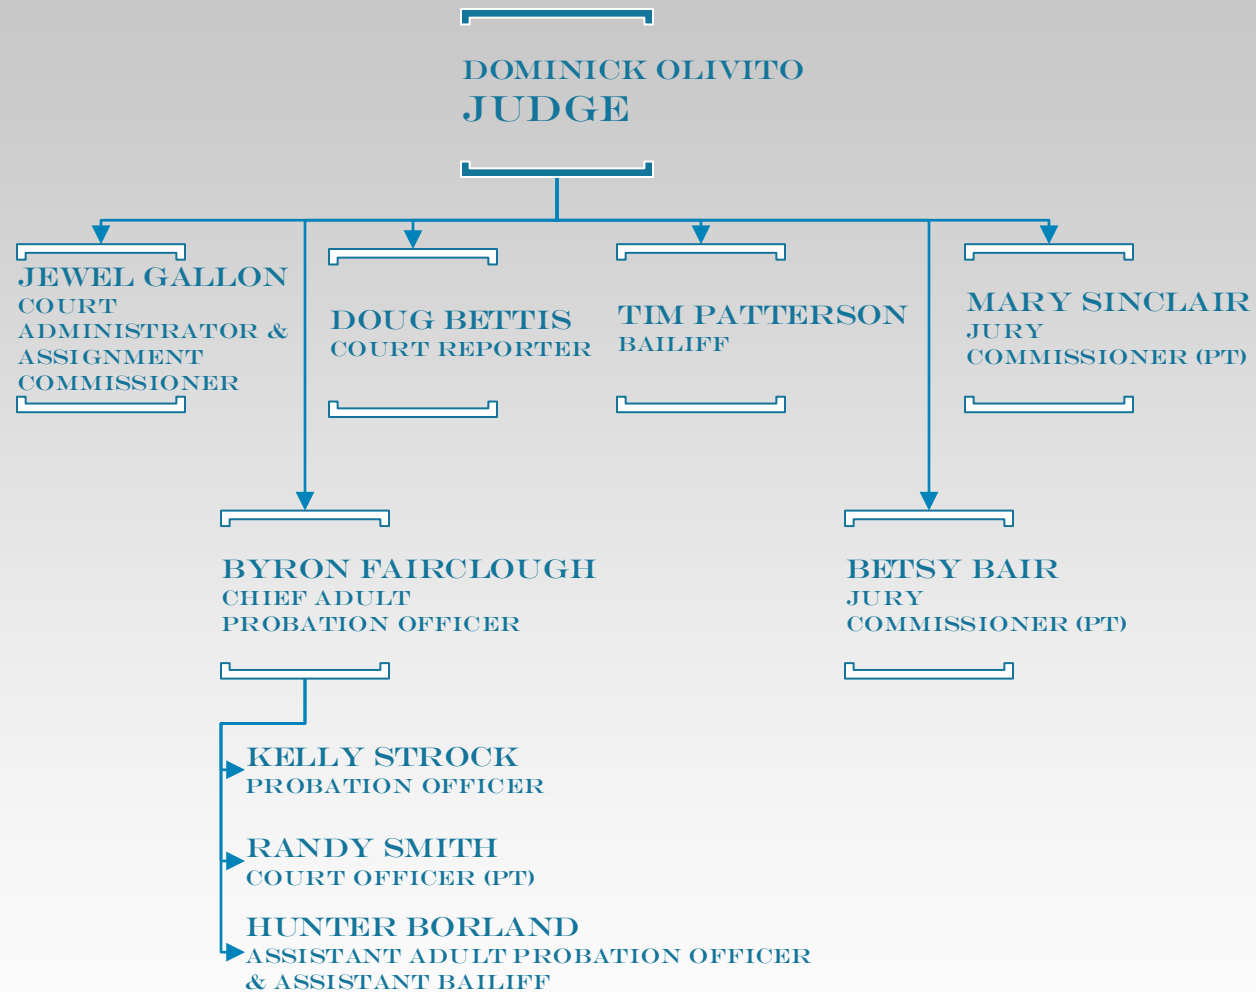 DOMINICK OLIVITO
JUDGE
JEWEL GALLON
COURT
ADMINISTRATOR &
ASSIGNMENT
COMMISSIONER
DOUG BETTIS
COURT REPORTER
TIM PATTERSON
BAILIFF
MARY SINCLAIR
JURY
COMMISSIONER (PT)
BYRON FAIRCLOUGH
CHIEF ADULT
PROBATION OFFICER
BETSY BAIR
JURY
COMMISSIONER (PT)
KELLY STROCK
PROBATION OFFICER
RANDY SMITH
COURT OFFICER (PT)
HUNTER BORLAND
ASSISTANT ADULT PROBATION OFFICER
& ASSISTANT BAILIFF